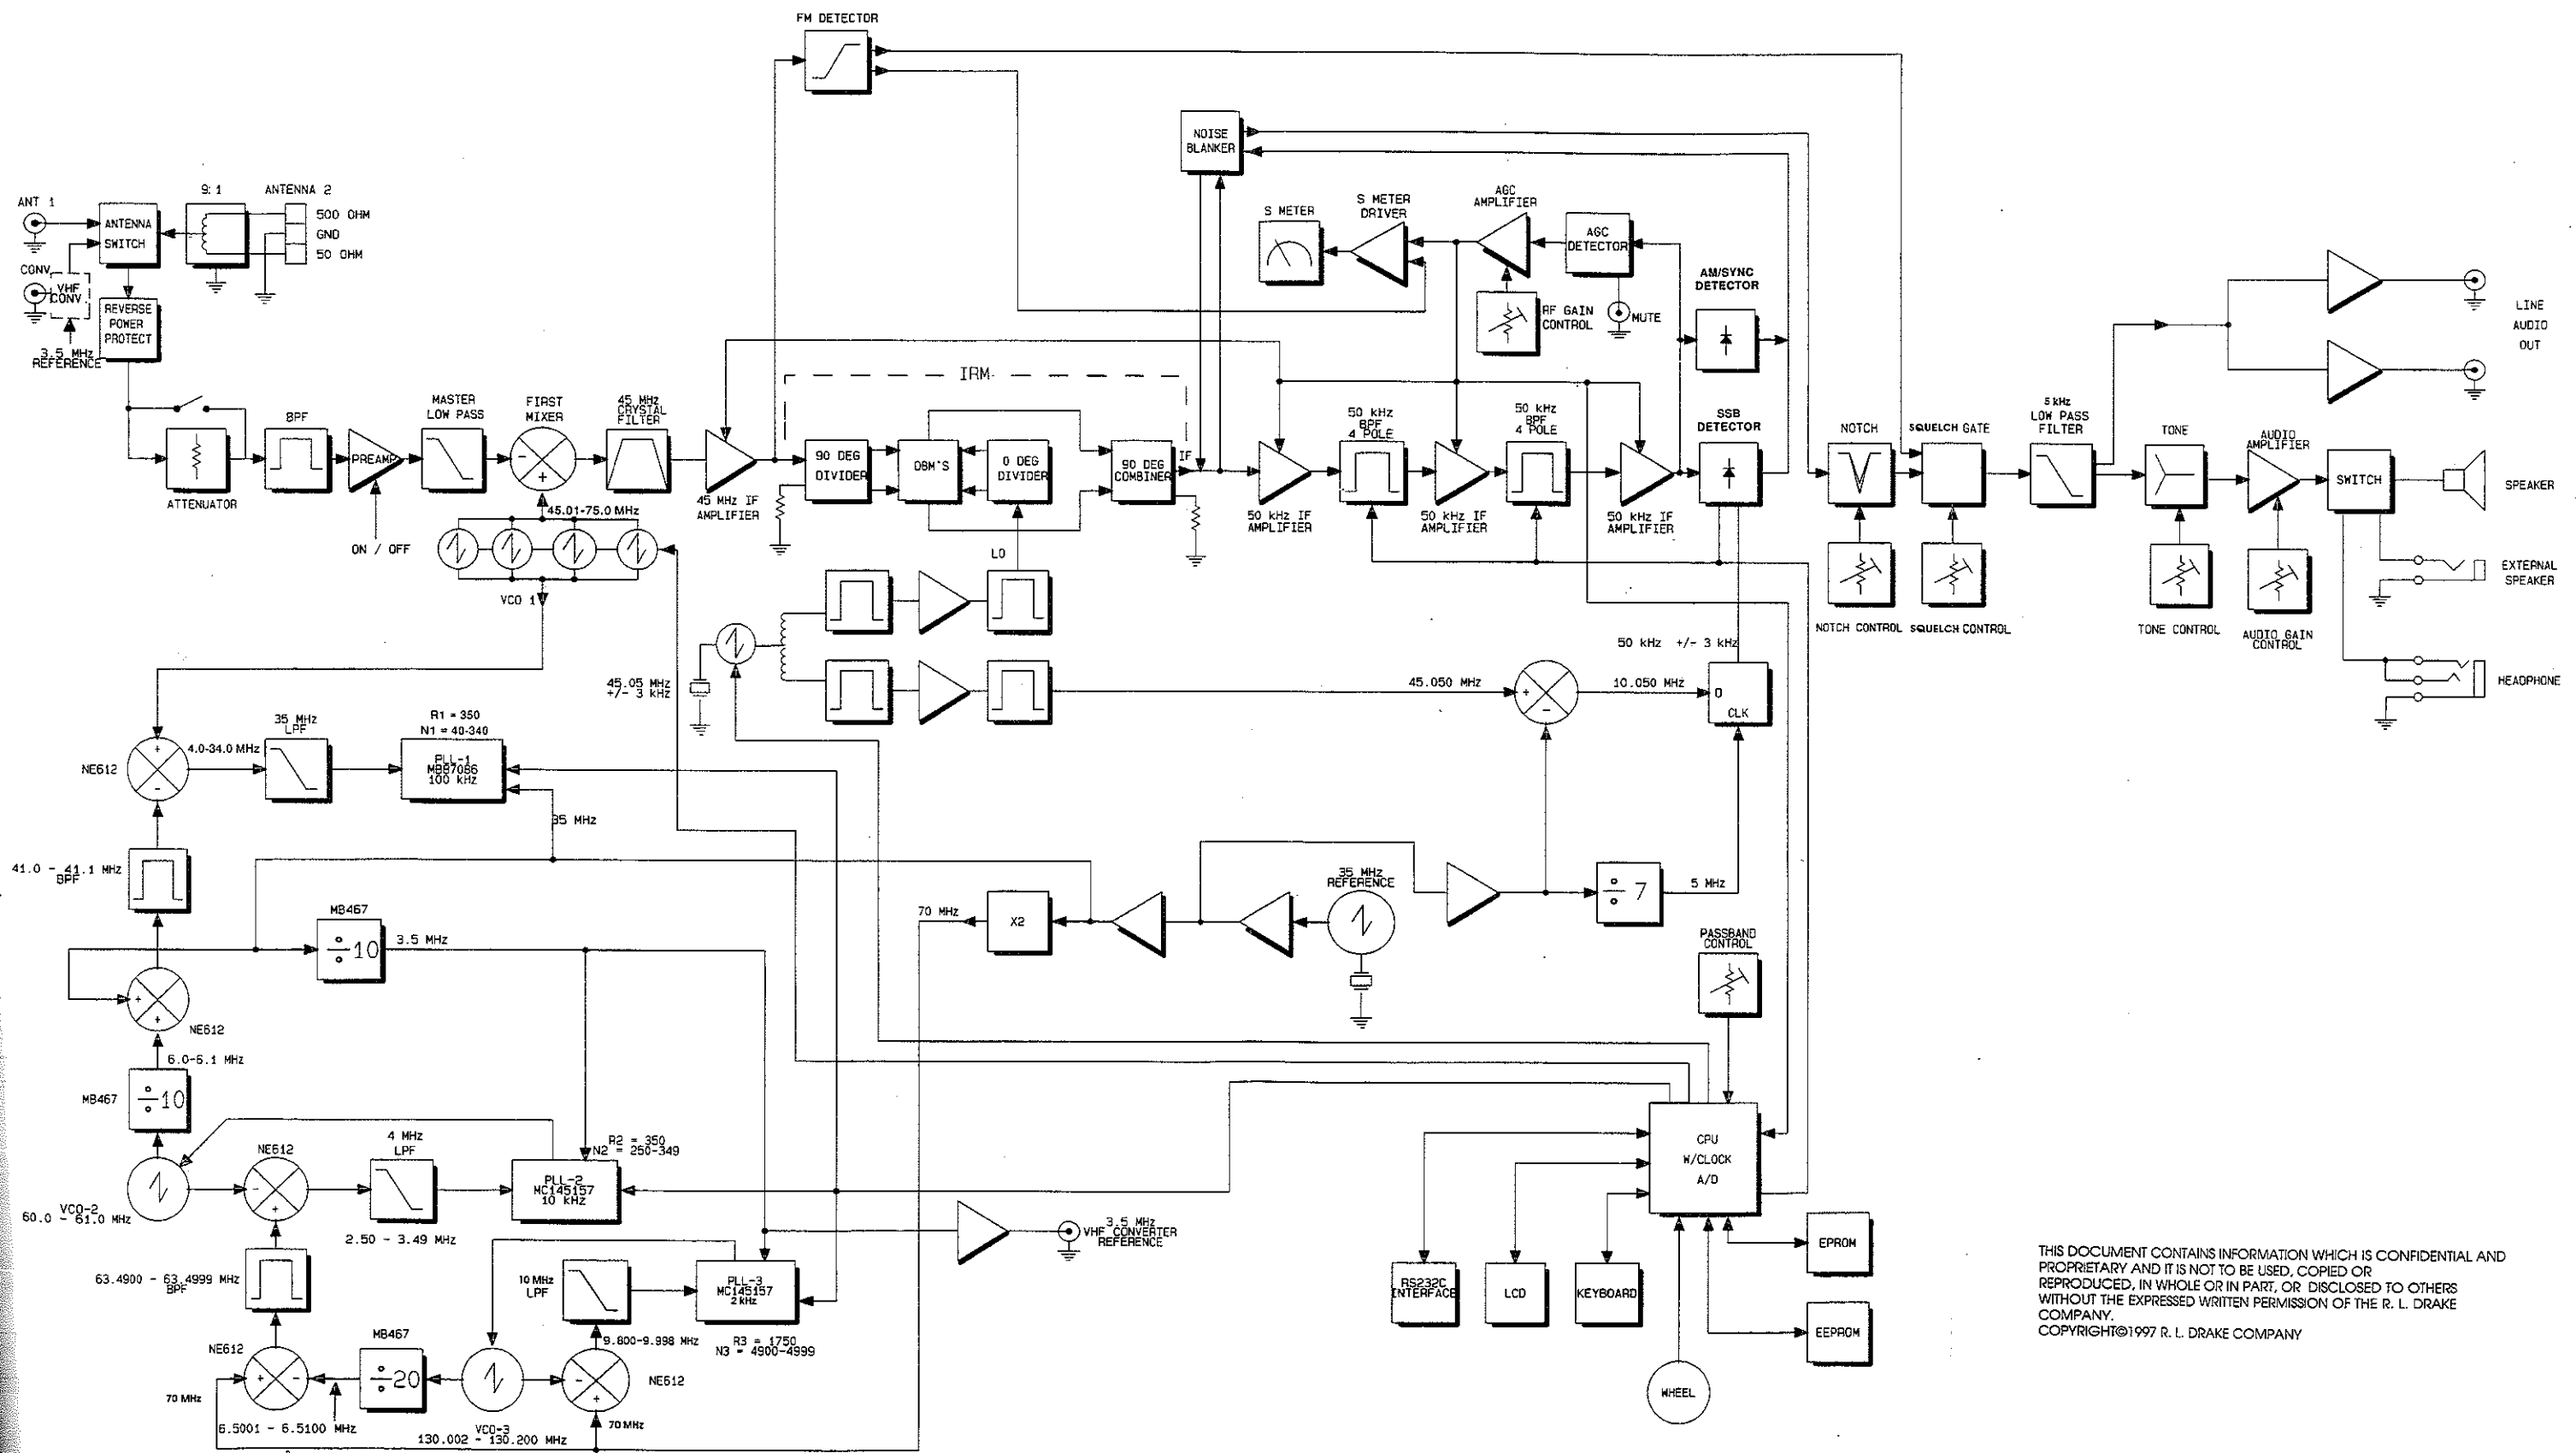 FM DETECTOR
NOISE
BLANKER
ANT 1
ANTENNA
SWITCH
9:1
ANTENNA 2
500 OHM
GND
50 OHM
CONV
VHF
CONV.
3.5 MHz
REFERENCE
REVERSE
POWER
PROTECT
S METER
S METER
DRIVER
AGC
AMPLIFIER
AGC
DETECTOR
RF GAIN
CONTROL
MUTE
AM/SYNC
DETECTOR
LINE
AUDIO
OUT
ATTENUATOR
BPF
PREAMP
ON / OFF
MASTER
LOW PASS
FIRST
MIXER
45 MHz
CRYSTAL
FILTER
45 MHz IF
AMPLIFIER
IRM
90 DEG
DIVIDER
DBM'S
0 DEG
DIVIDER
90 DEG
COMBINER
IF
LO
50 kHz IF
AMPLIFIER
50 kHz
BPF
4 POLE
50 kHz IF
AMPLIFIER
50 kHz
BPF
4 POLE
50 kHz IF
AMPLIFIER
SSB
DETECTOR
NOTCH
SQUELCH GATE
5 kHz
LOW PASS
FILTER
TONE
AUDIO
AMPLIFIER
SWITCH
SPEAKER
EXTERNAL
SPEAKER
HEADPHONE
NOTCH CONTROL
SQUELCH CONTROL
TONE CONTROL
AUDIO GAIN
CONTROL
45.01-75.0 MHz
VCO 1
45.05 MHz
+/- 3 kHz
45.050 MHz
+
-
10.050 MHz
50 kHz +/- 3 kHz
D
CLK
NE612
4.0-34.0 MHz
35 MHz
LPF
R1 = 350
N1 = 40-340
PLL-1
MB87086
100 kHz
35 MHz
41.0 - 41.1 MHz
BPF
MB467
÷10
3.5 MHz
70 MHz
X2
35 MHz
REFERENCE
÷7
5 MHz
PASSBAND
CONTROL
NE612
6.0-6.1 MHz
MB467
÷10
VCO-2
60.0 - 61.0 MHz
NE612
4 MHz
LPF
2.50 - 3.49 MHz
R2 = 350
N2 = 250-349
PLL-2
MC145157
10 kHz
3.5 MHz
VHF CONVERTER
REFERENCE
63.4900 - 63.4999 MHz
BPF
10 MHz
LPF
PLL-3
MC145157
2 kHz
R3 = 1750
N3 = 4900-4999
9.800-9.998 MHz
NE612
MB467
÷20
NE612
70 MHz
70 MHz
6.5001 - 6.5100 MHz
VCO-3
130.002 - 130.200 MHz
CPU
W/CLOCK
A/D
RS232C
INTERFACE
LCD
KEYBOARD
WHEEL
EPROM
EEPROM
THIS DOCUMENT CONTAINS INFORMATION WHICH IS CONFIDENTIAL AND
PROPRIETARY AND IT IS NOT TO BE USED, COPIED OR
REPRODUCED, IN WHOLE OR IN PART, OR DISCLOSED TO OTHERS
WITHOUT THE EXPRESSED WRITTEN PERMISSION OF THE R. L. DRAKE
COMPANY.
COPYRIGHT©1997 R. L. DRAKE COMPANY